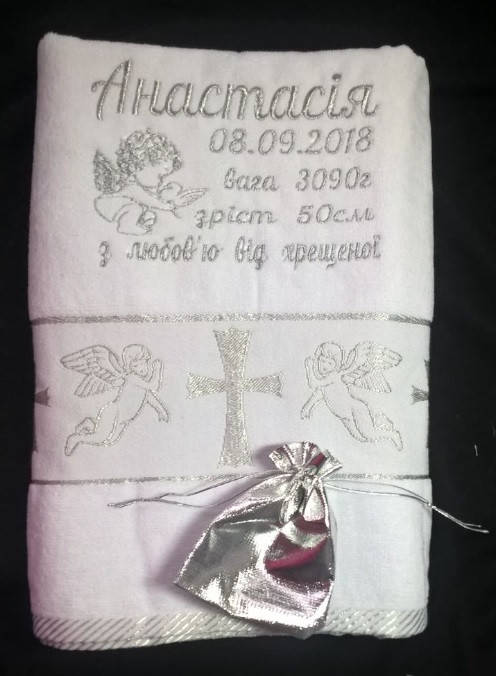 Анастасія
08.09.2018
вага 3090г
зріст 50см
з любов'ю від хрещеної